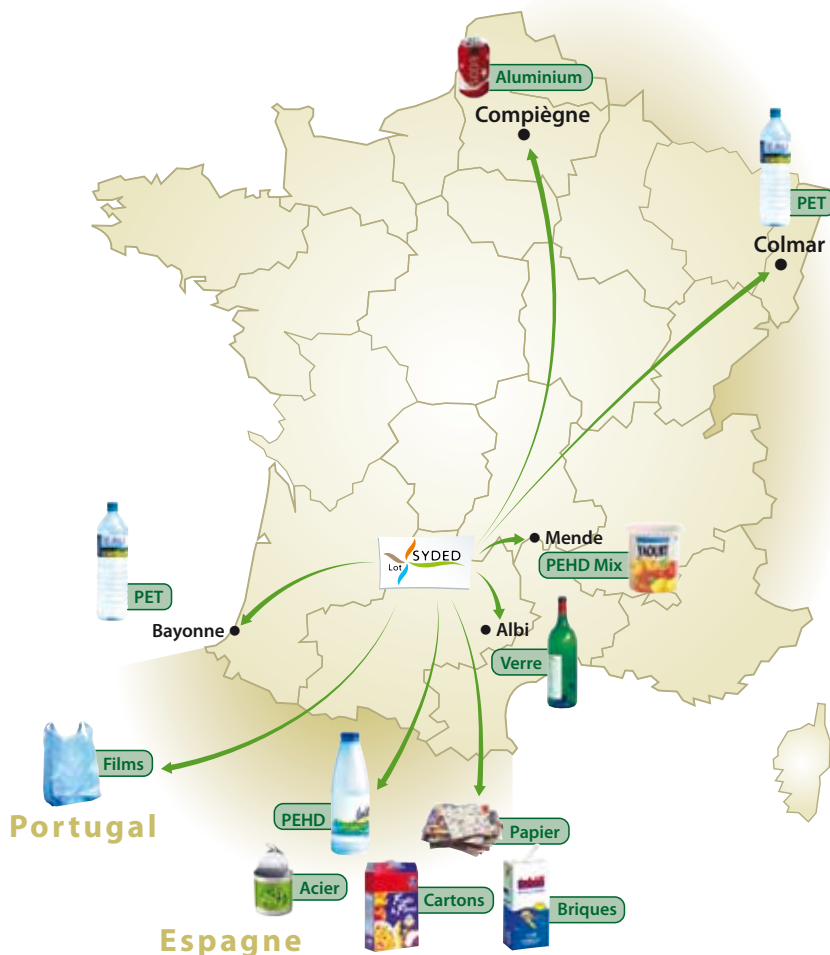 Aluminium
Compiègne
PET
Colmar
SYDED
Lot
Mende
PEHD Mix
YAOURT
PET
Bayonne
Albi
Verre
Films
Portugal
PEHD
Papier
Acier
Cartons
Briques
Espagne